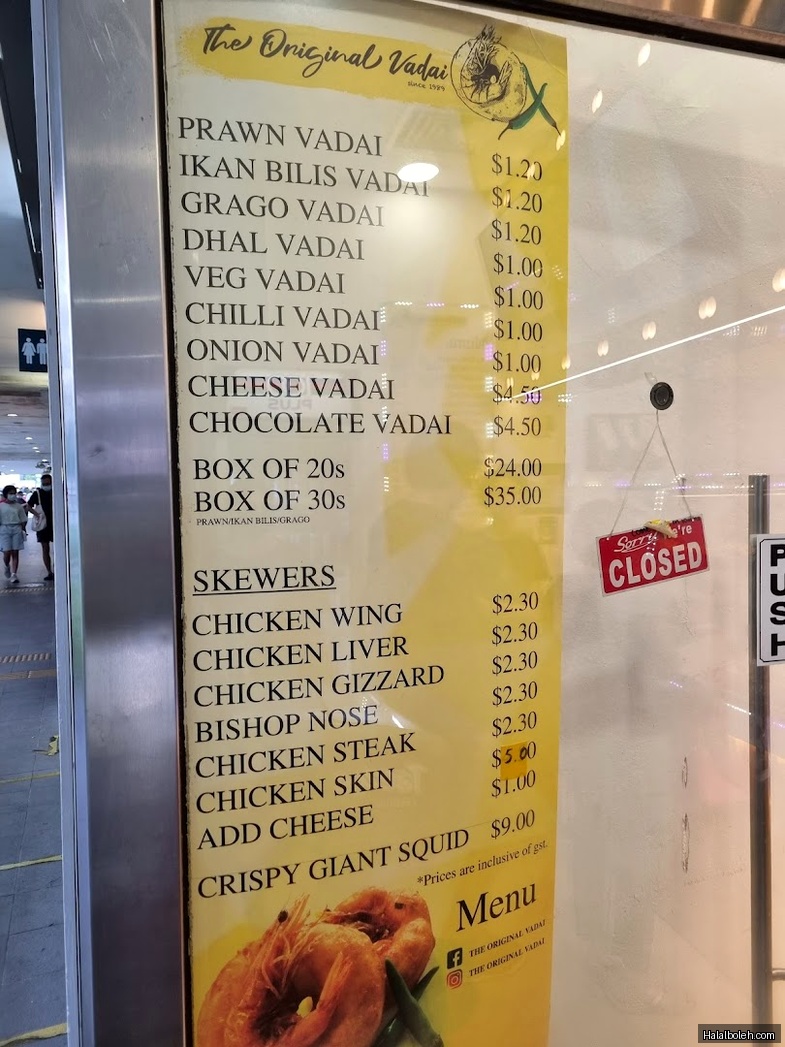 The Original Vadai
since 1989
PRAWN VADAI $1.20
IKAN BILIS VADAI $1.20
GRAGO VADAI $1.20
DHAL VADAI $1.00
VEG VADAI $1.00
CHILLI VADAI $1.00
ONION VADAI $1.00
CHEESE VADAI $4.50
CHOCOLATE VADAI $4.50
BOX OF 20s $24.00
BOX OF 30s $35.00
PRAWN/IKAN BILIS/GRAGO
SKEWERS
CHICKEN WING $2.30
CHICKEN LIVER $2.30
CHICKEN GIZZARD $2.30
BISHOP NOSE $2.30
CHICKEN STEAK $2.30
CHICKEN SKIN $5.00
ADD CHEESE $1.00
CRISPY GIANT SQUID $9.00
*Prices are inclusive of gst.
Menu
THE ORIGINAL VADAI
THE ORIGINAL VADAI
Sorry We're
CLOSED
PUSH
Halalboleh.com